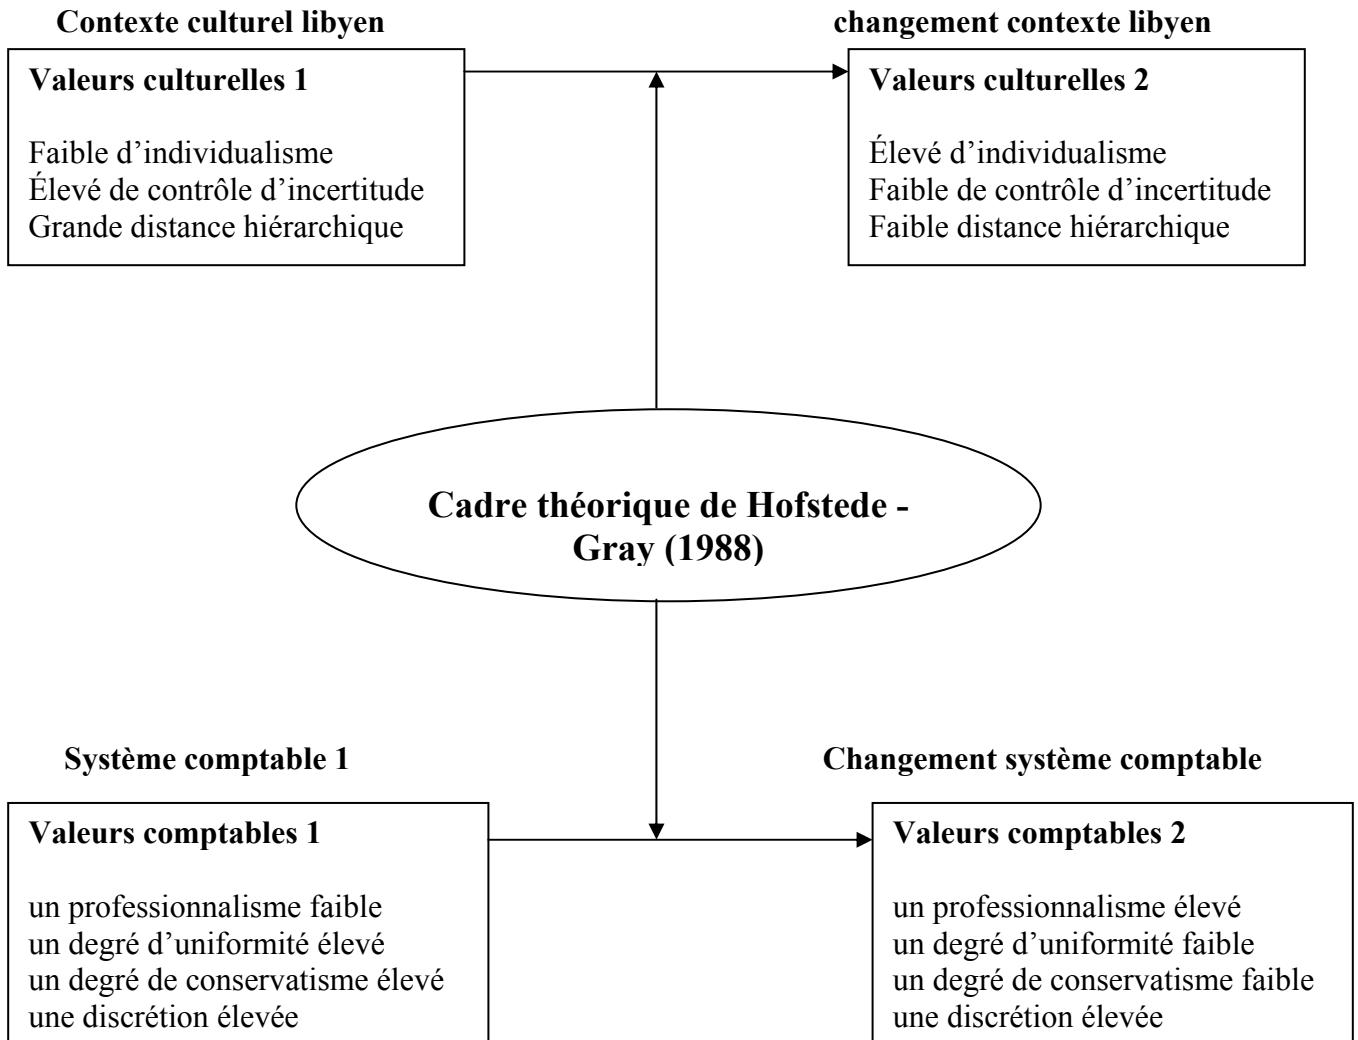 Contexte culturel libyen
changement contexte libyen
Valeurs culturelles 1
Faible d’individualisme
Élevé de contrôle d’incertitude
Grande distance hiérarchique
Valeurs culturelles 2
Élevé d’individualisme
Faible de contrôle d’incertitude
Faible distance hiérarchique
Cadre théorique de Hofstede -
Gray (1988)
Système comptable 1
Changement système comptable
Valeurs comptables 1
un professionnalisme faible
un degré d’uniformité élevé
un degré de conservatisme élevé
une discrétion élevée
Valeurs comptables 2
un professionnalisme élevé
un degré d’uniformité faible
un degré de conservatisme faible
une discrétion élevée